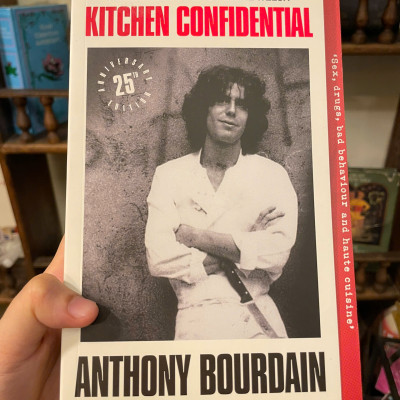 KITCHEN CONFIDENTIAL
ANNIVERSARY
25TH
EDITION
'Sex, drugs, bad behaviour and haute cuisine'
ANTHONY BOURDAIN